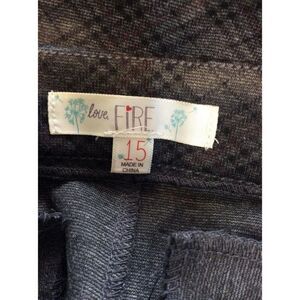 love, FIRE
15
MADE IN
CHINA